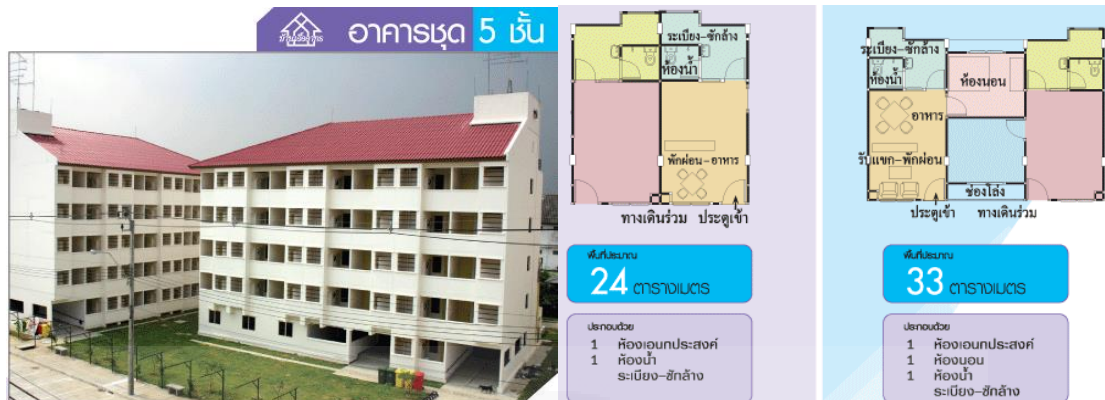 บ้านเอื้ออาทร
อาคารชุด 5 ชั้น
ระเบียง-ซักล้าง
ห้องน้ำ
พักผ่อน-อาหาร
ทางเดินร่วม ประตูเข้า
พื้นที่ประมาณ
24 ตารางเมตร
ประกอบด้วย
1 ห้องเอนกประสงค์
1 ห้องน้ำ
ระเบียง-ซักล้าง
ระเบียง-ซักล้าง
ห้องน้ำ
ห้องนอน
อาหาร
รับแขก-พักผ่อน
ช่องโล่ง
ประตูเข้า ทางเดินร่วม
พื้นที่ประมาณ
33 ตารางเมตร
ประกอบด้วย
1 ห้องเอนกประสงค์
1 ห้องนอน
1 ห้องน้ำ
ระเบียง-ซักล้าง